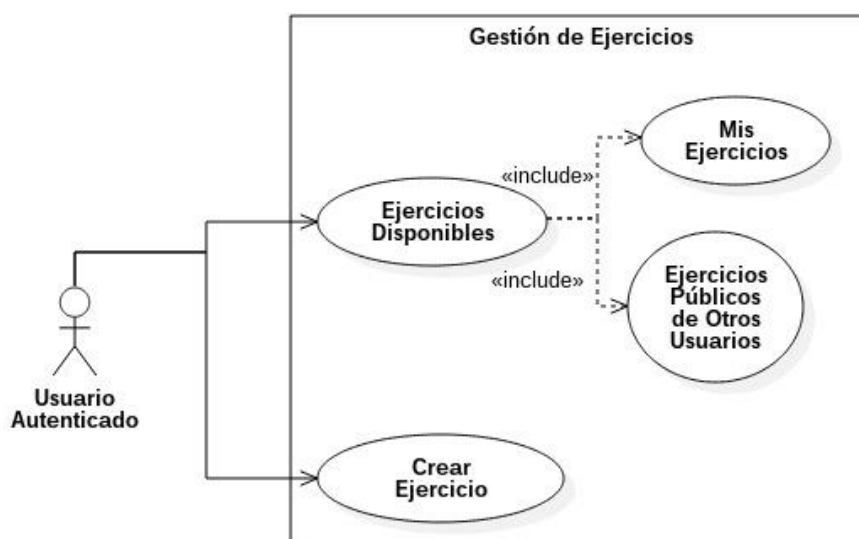 Gestión de Ejercicios
Mis
Ejercicios
«include»
Ejercicios
Disponibles
«include»
Ejercicios
Públicos
de Otros
Usuarios
Usuario
Autenticado
Crear
Ejercicio